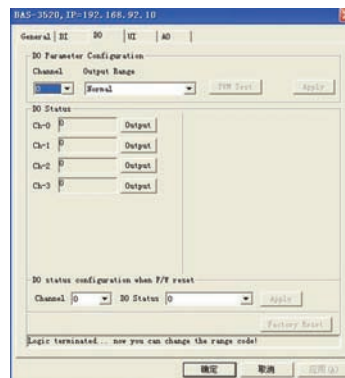 BAS-3520,IP=192.168.92.10
General DI DO UI AO
DO Parameter Configuration
Channel Output Range
0 Normal PWM Test Apply
DO Status
Ch-0 0 Output
Ch-1 0 Output
Ch-2 0 Output
Ch-3 0 Output
DO status configuration when F/W reset
Channel 0 DO Status 0 Apply
Factory Reset
Logic terminated... now you can change the range code!
确定 取消 应用(A)